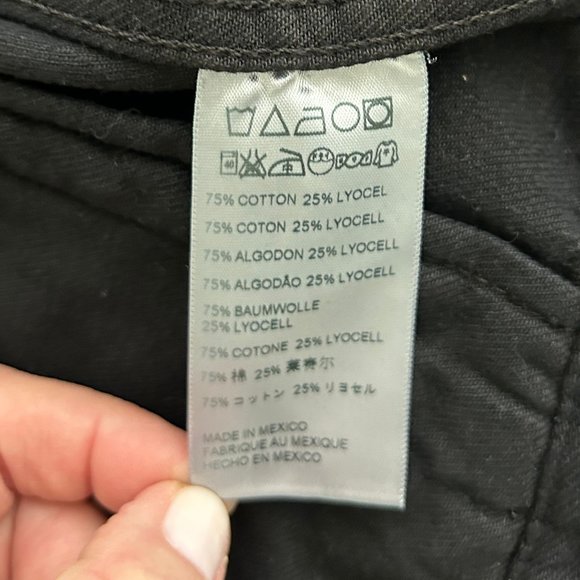 40
75% COTTON 25% LYOCEL
75% COTON 25% LYOCELL
75% ALGODON 25% LYOCELL
75% ALGODÃO 25% LYOCELL
75% BAUMWOLLE
25% LYOCELL
75% COTONE 25% LYOCELL
75% 棉 25% 莱赛尔
75% コットン 25% リヨセル
MADE IN MEXICO
FABRIQUE AU MEXIQUE
HECHO EN MEXICO